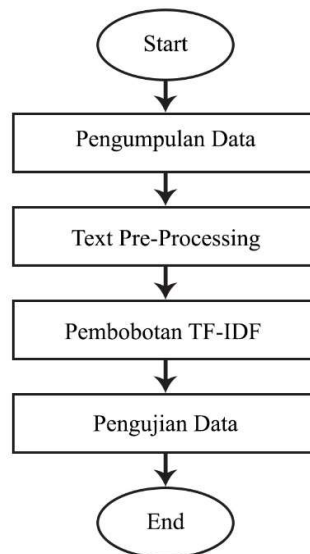 Start
Pengumpulan Data
Text Pre-Processing
Pembobotan TF-IDF
Pengujian Data
End